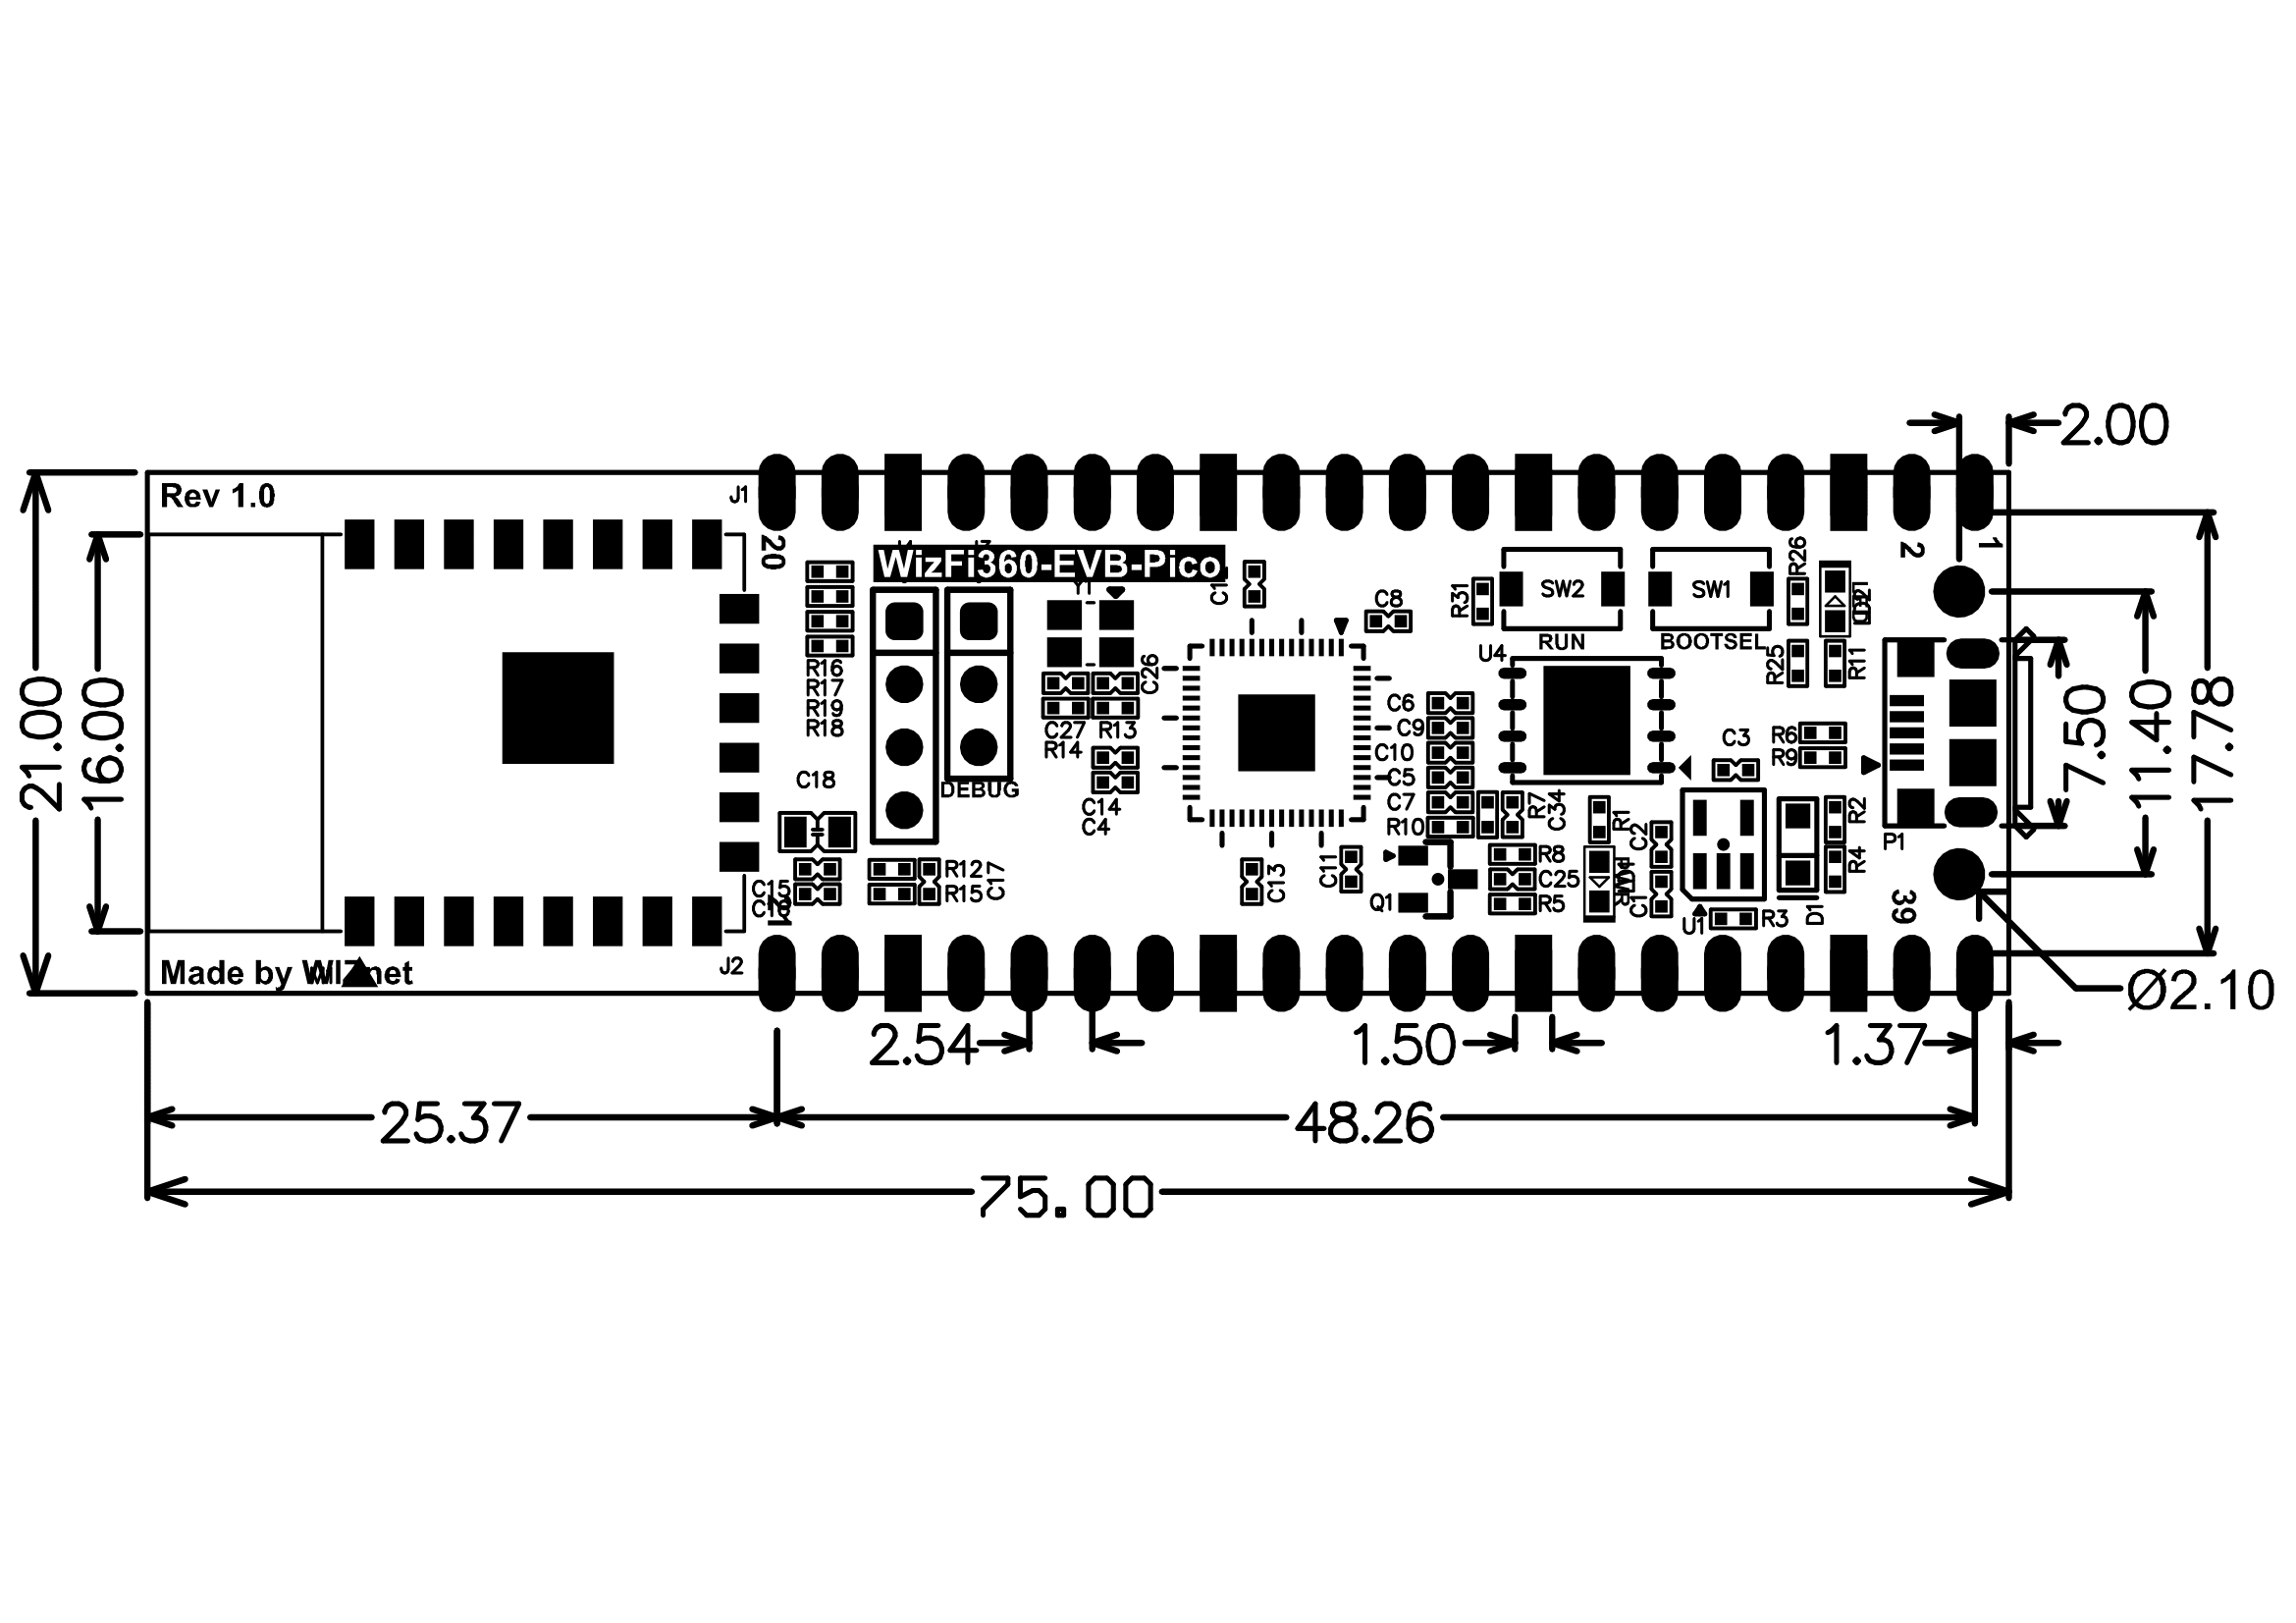 2.00
Rev 1.0
J1
20
2
1
WizFi360-EVB-Pico
Y1
C1
C8
R31
SW2
SW1
R26
RUN
BOOTSEL
U4
R25
R11
R16
R17
R19
R18
C26
C27
R13
R14
C6
C9
C10
C5
C7
R10
C3
R6
R9
21.00
16.00
7.50
11.40
17.78
C18
DEBUG
C14
C4
R7
C34
R1
C2
R2
P1
C15
R12
R15
C17
C13
C11
Q1
R8
C25
R5
C1
U1
R3
D1
R4
39
J2
Made by WIZnet
Ø2.10
2.54
1.50
1.37
25.37
48.26
75.00